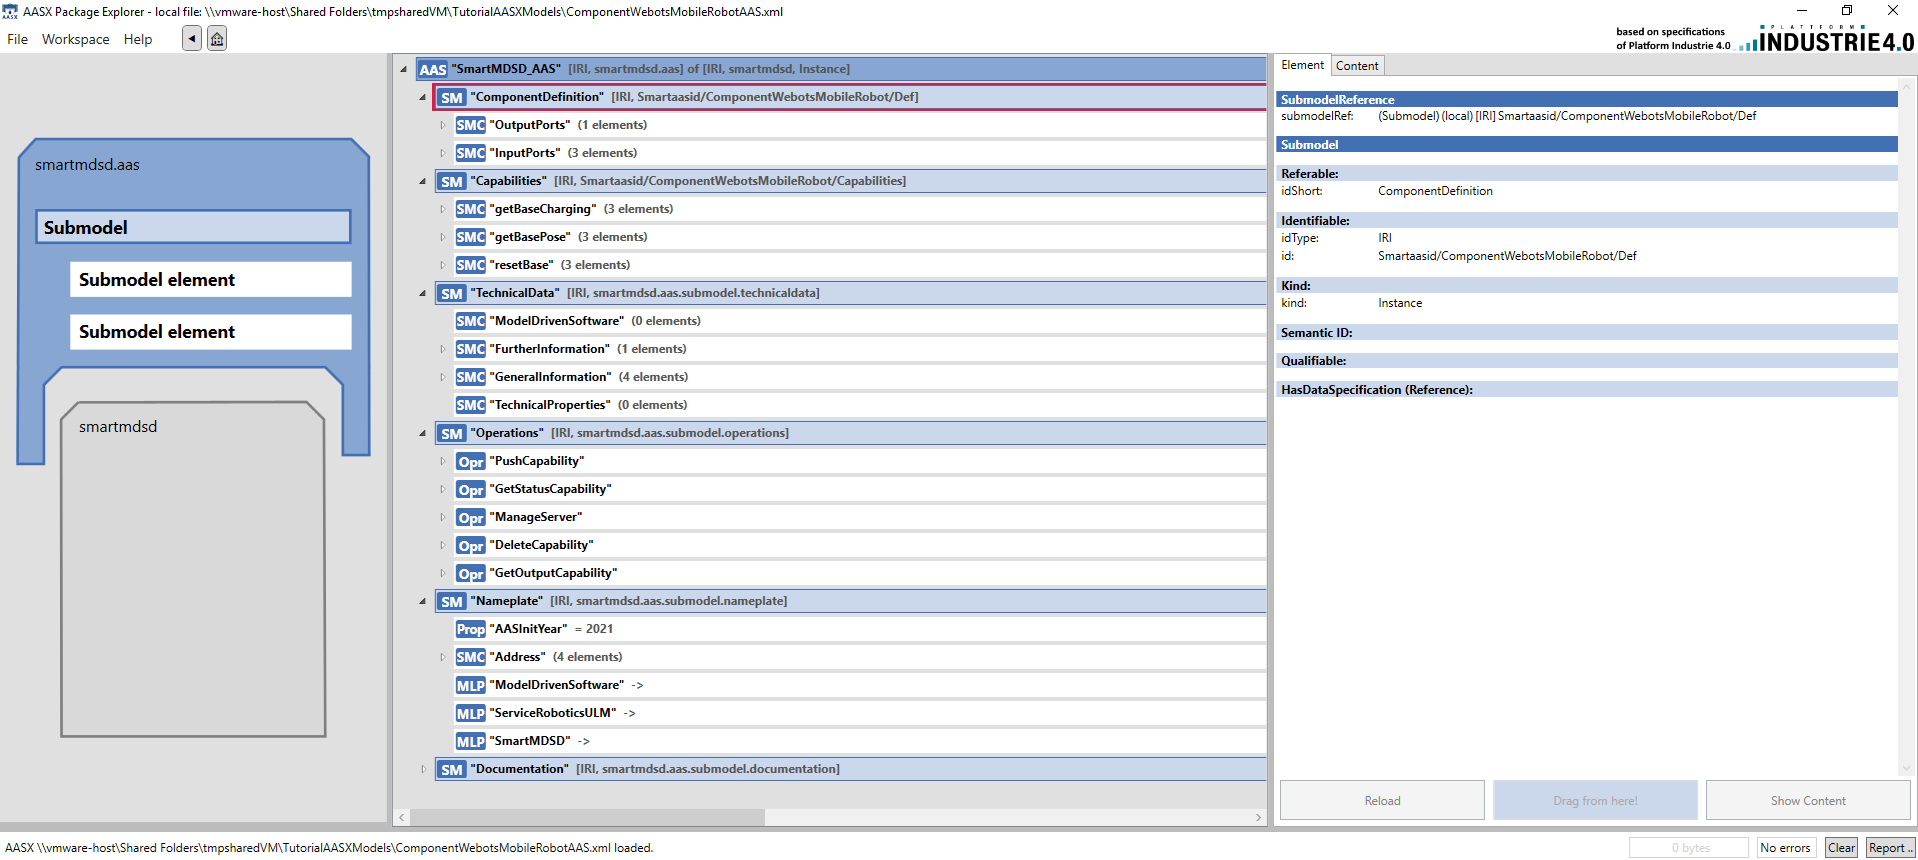 AASX Package Explorer - local file: \\vmware-host\Shared Folders\tmpsharedVM\TutorialAASXModels\ComponentWebotsMobileRobotAAS.xml
File Workspace Help
based on specifications
of Platform Industrie 4.0
PLATFORM
INDUSTRIE4.0
smartmdsd.aas
Submodel
Submodel element
Submodel element
smartmdsd
AAS "SmartMDSD_AAS" [IRI, smartmdsd.aas] of [IRI, smartmdsd, Instance]
SM "ComponentDefinition" [IRI, Smartaasid/ComponentWebotsMobileRobot/Def]
SMC "OutputPorts" (1 elements)
SMC "InputPorts" (3 elements)
SM "Capabilities" [IRI, Smartaasid/ComponentWebotsMobileRobot/Capabilities]
SMC "getBaseCharging" (3 elements)
SMC "getBasePose" (3 elements)
SMC "resetBase" (3 elements)
SM "TechnicalData" [IRI, smartmdsd.aas.submodel.technicaldata]
SMC "ModelDrivenSoftware" (0 elements)
SMC "FurtherInformation" (1 elements)
SMC "GeneralInformation" (4 elements)
SMC "TechnicalProperties" (0 elements)
SM "Operations" [IRI, smartmdsd.aas.submodel.operations]
Opr "PushCapability"
Opr "GetStatusCapability"
Opr "ManageServer"
Opr "DeleteCapability"
Opr "GetOutputCapability"
SM "Nameplate" [IRI, smartmdsd.aas.submodel.nameplate]
Prop "AASInitYear" = 2021
SMC "Address" (4 elements)
MLP "ModelDrivenSoftware" ->
MLP "ServiceRoboticsULM" ->
MLP "SmartMDSD" ->
SM "Documentation" [IRI, smartmdsd.aas.submodel.documentation]
Element Content
SubmodelReference
submodelRef: (Submodel) (local) [IRI] Smartaasid/ComponentWebotsMobileRobot/Def
Submodel
Referable:
idShort: ComponentDefinition
Identifiable:
idType: IRI
id: Smartaasid/ComponentWebotsMobileRobot/Def
Kind:
kind: Instance
Semantic ID:
Qualifiable:
HasDataSpecification (Reference):
Reload Drag from here! Show Content
AASX \\vmware-host\Shared Folders\tmpsharedVM\TutorialAASXModels\ComponentWebotsMobileRobotAAS.xml loaded.
0 bytes No errors Clear Report ..